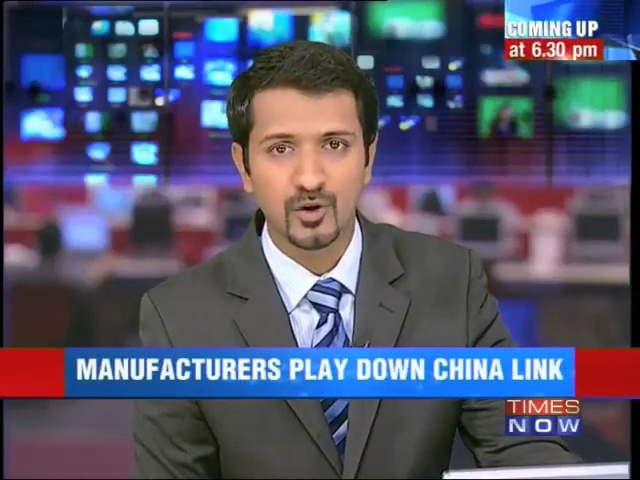 COMING UP
at 6.30 pm
MANUFACTURERS PLAY DOWN CHINA LINK
TIMES
NOW